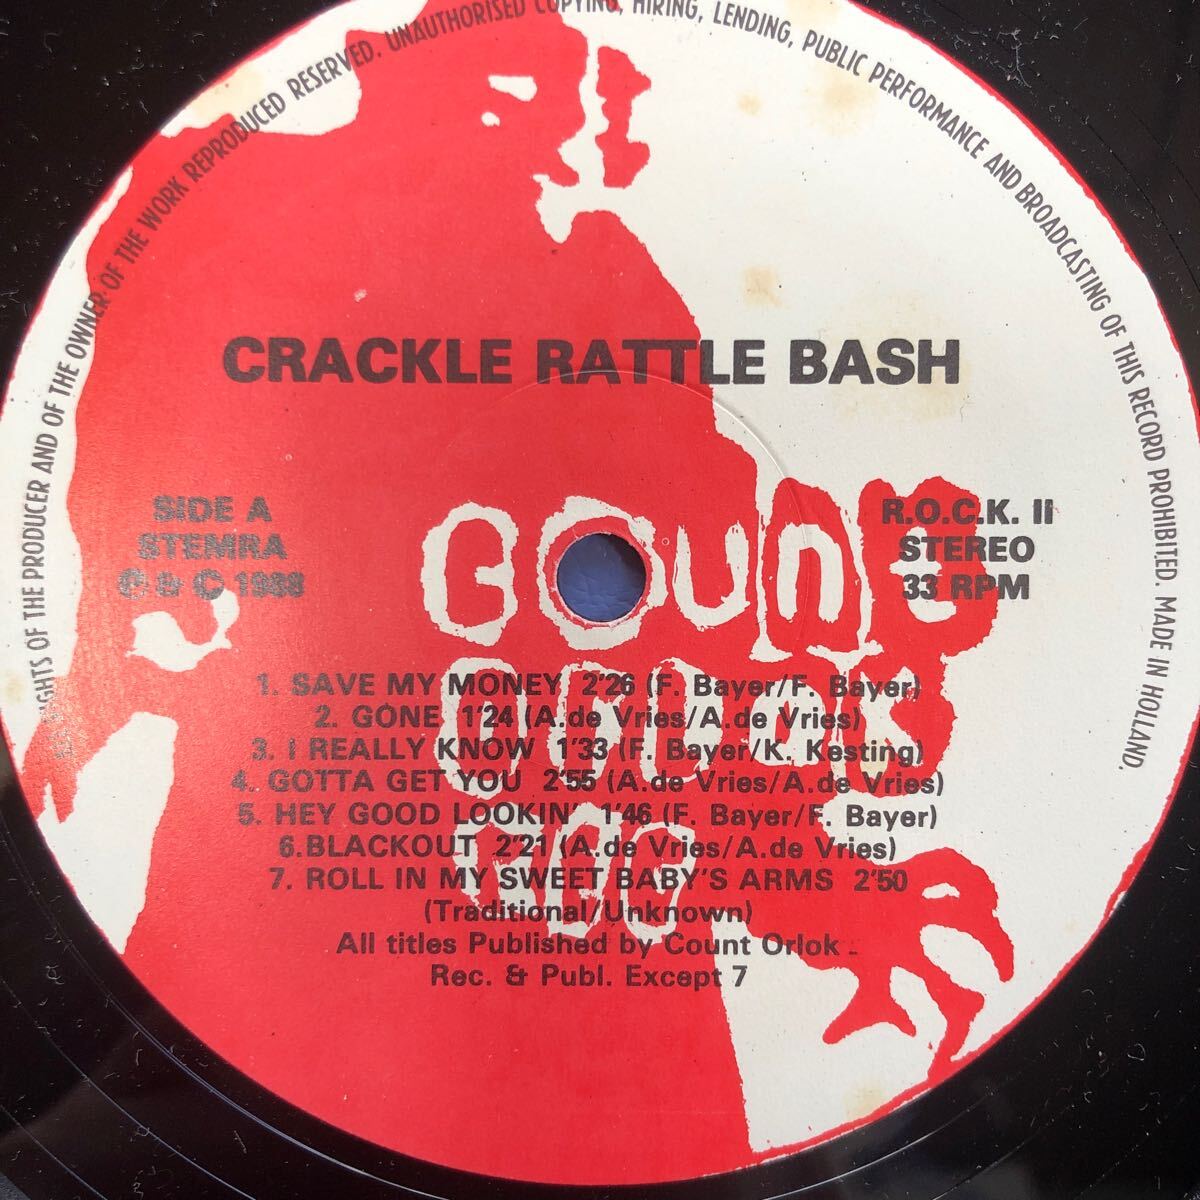 RIGHTS OF THE PRODUCER AND OF THE OWNER OF THE WORK REPRODUCED RESERVED. UNAUTHORISED COPYING, HIRING, LENDING, PUBLIC PERFORMANCE AND BROADCASTING OF THIS RECORD PROHIBITED. MADE IN HOLLAND.
CRACKLE RATTLE BASH
SIDE A
STEMRA
Ⓟ & © 1988
R.O.C.K. II
STEREO
33 RPM
COUNT
ORLOK
REC
1. SAVE MY MONEY 2'26 (F. Bayer/F. Bayer)
2. GONE 1'24 (A.de Vries/A.de Vries)
3. I REALLY KNOW 1'33 (F. Bayer/K. Kesting)
4. GOTTA GET YOU 2'55 (A.de Vries/A.de Vries)
5. HEY GOOD LOOKIN' 1'46 (F. Bayer/F. Bayer)
6.BLACKOUT 2'21 (A.de Vries/A.de Vries)
7. ROLL IN MY SWEET BABY'S ARMS 2'50
(Traditional/Unknown)
All titles Published by Count Orlok
Rec. & Publ. Except 7